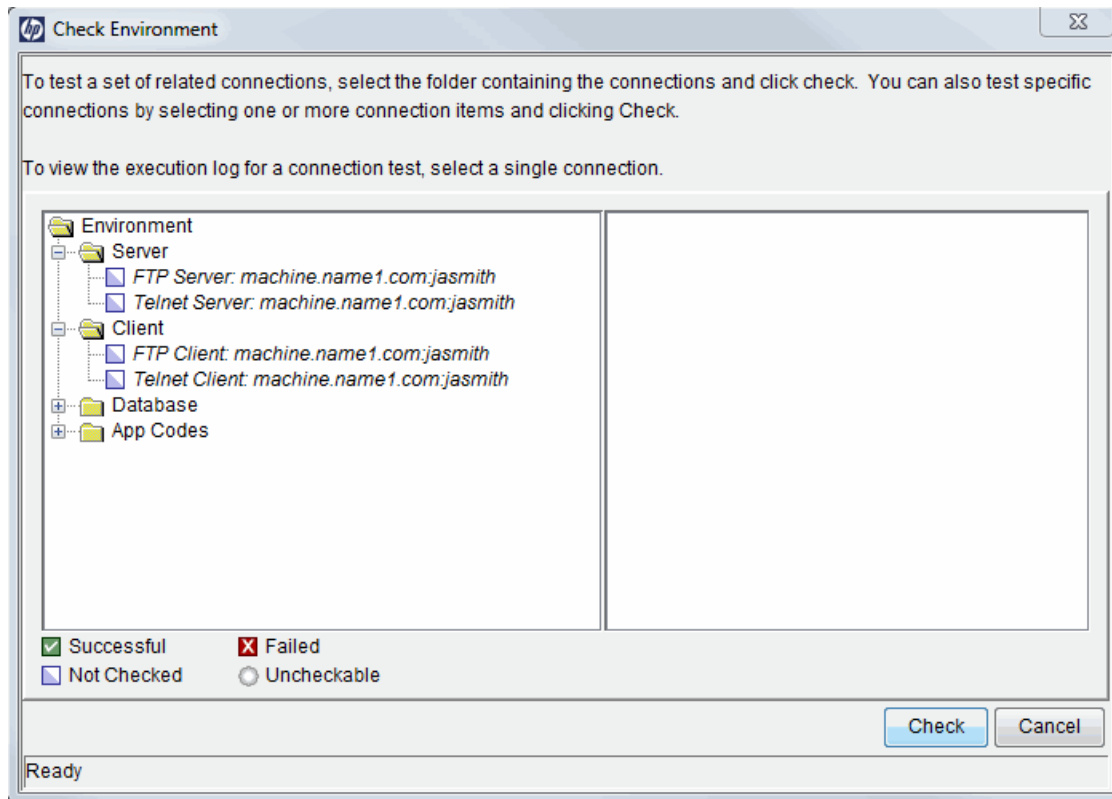 hp Check Environment
To test a set of related connections, select the folder containing the connections and click check. You can also test specific
connections by selecting one or more connection items and clicking Check.
To view the execution log for a connection test, select a single connection.
Environment
Server
FTP Server: machine.name1.com:jasmith
Telnet Server: machine.name1.com:jasmith
Client
FTP Client: machine.name1.com:jasmith
Telnet Client: machine.name1.com:jasmith
Database
App Codes
Successful Failed
Not Checked Uncheckable
Check Cancel
Ready